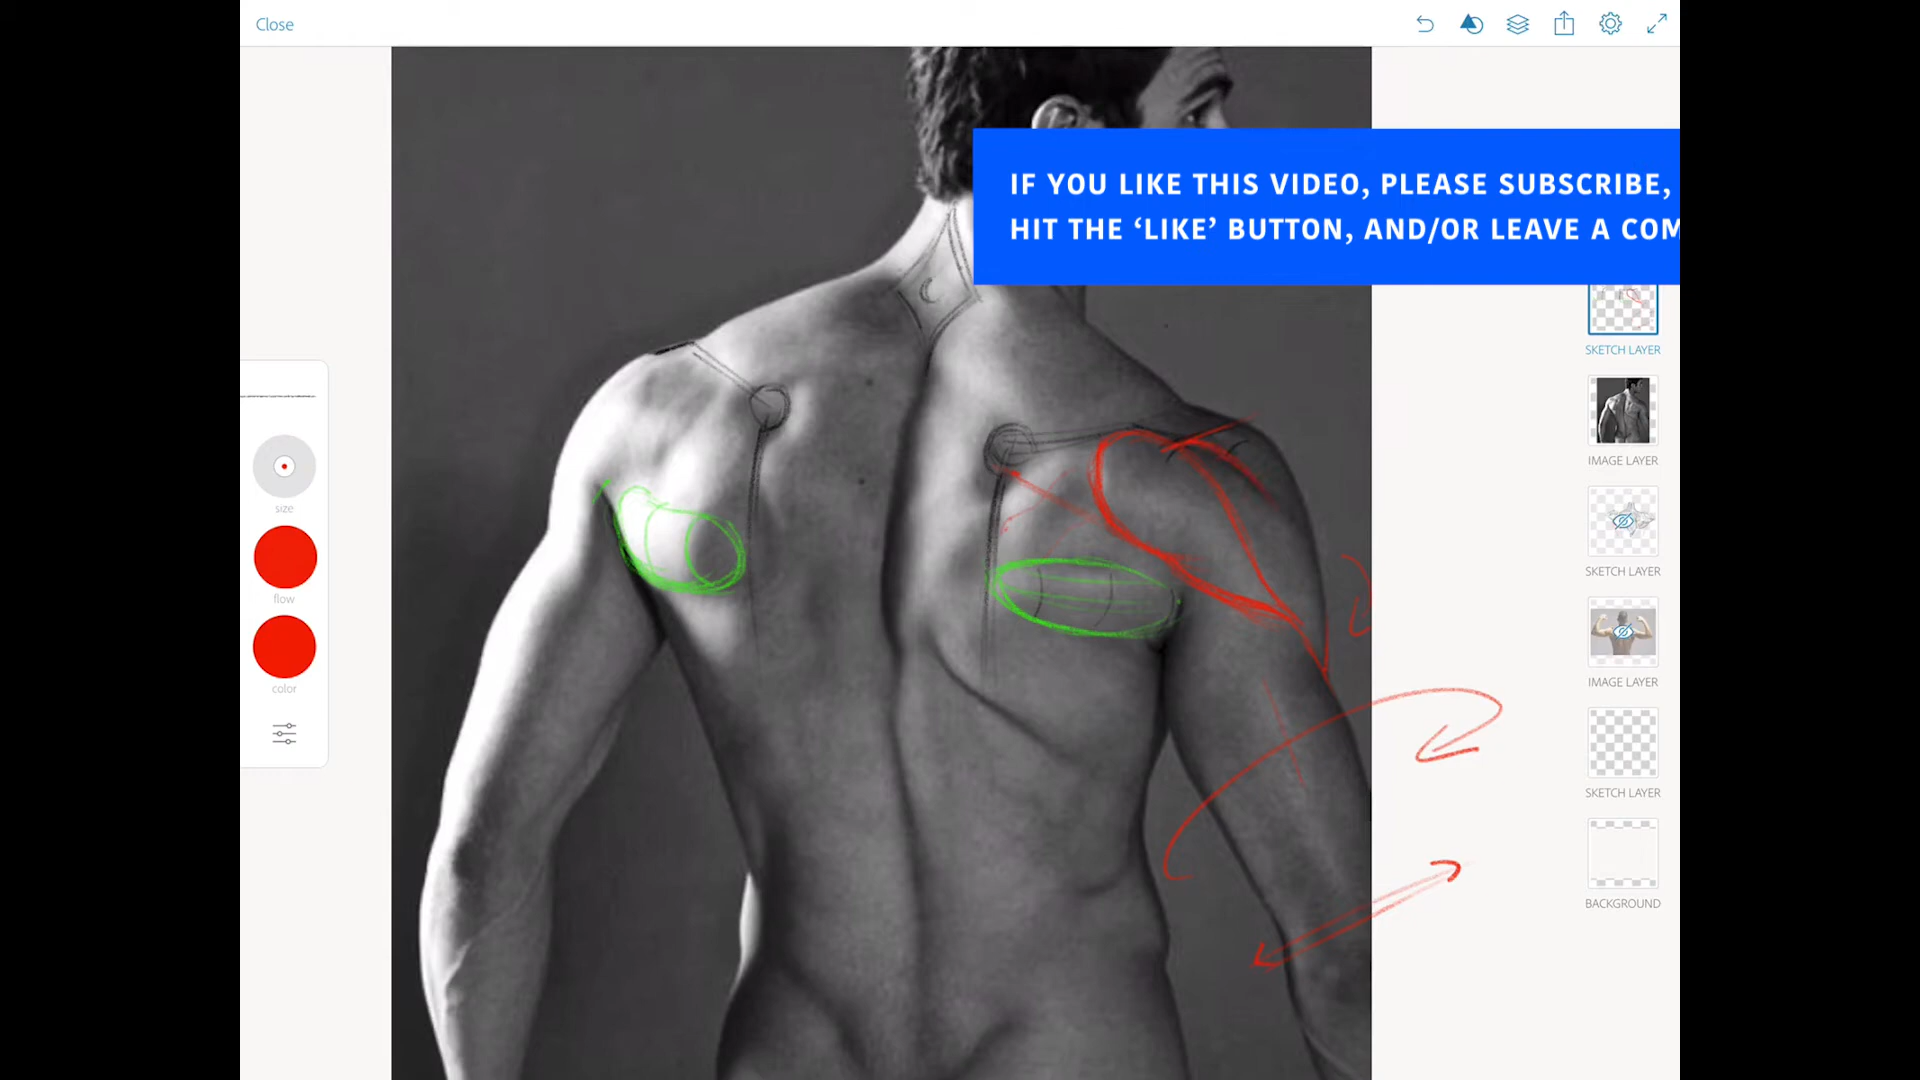 Close
IF YOU LIKE THIS VIDEO, PLEASE SUBSCRIBE,
HIT THE ‘LIKE’ BUTTON, AND/OR LEAVE A COM
SKETCH LAYER
IMAGE LAYER
SKETCH LAYER
IMAGE LAYER
SKETCH LAYER
BACKGROUND
size
flow
color